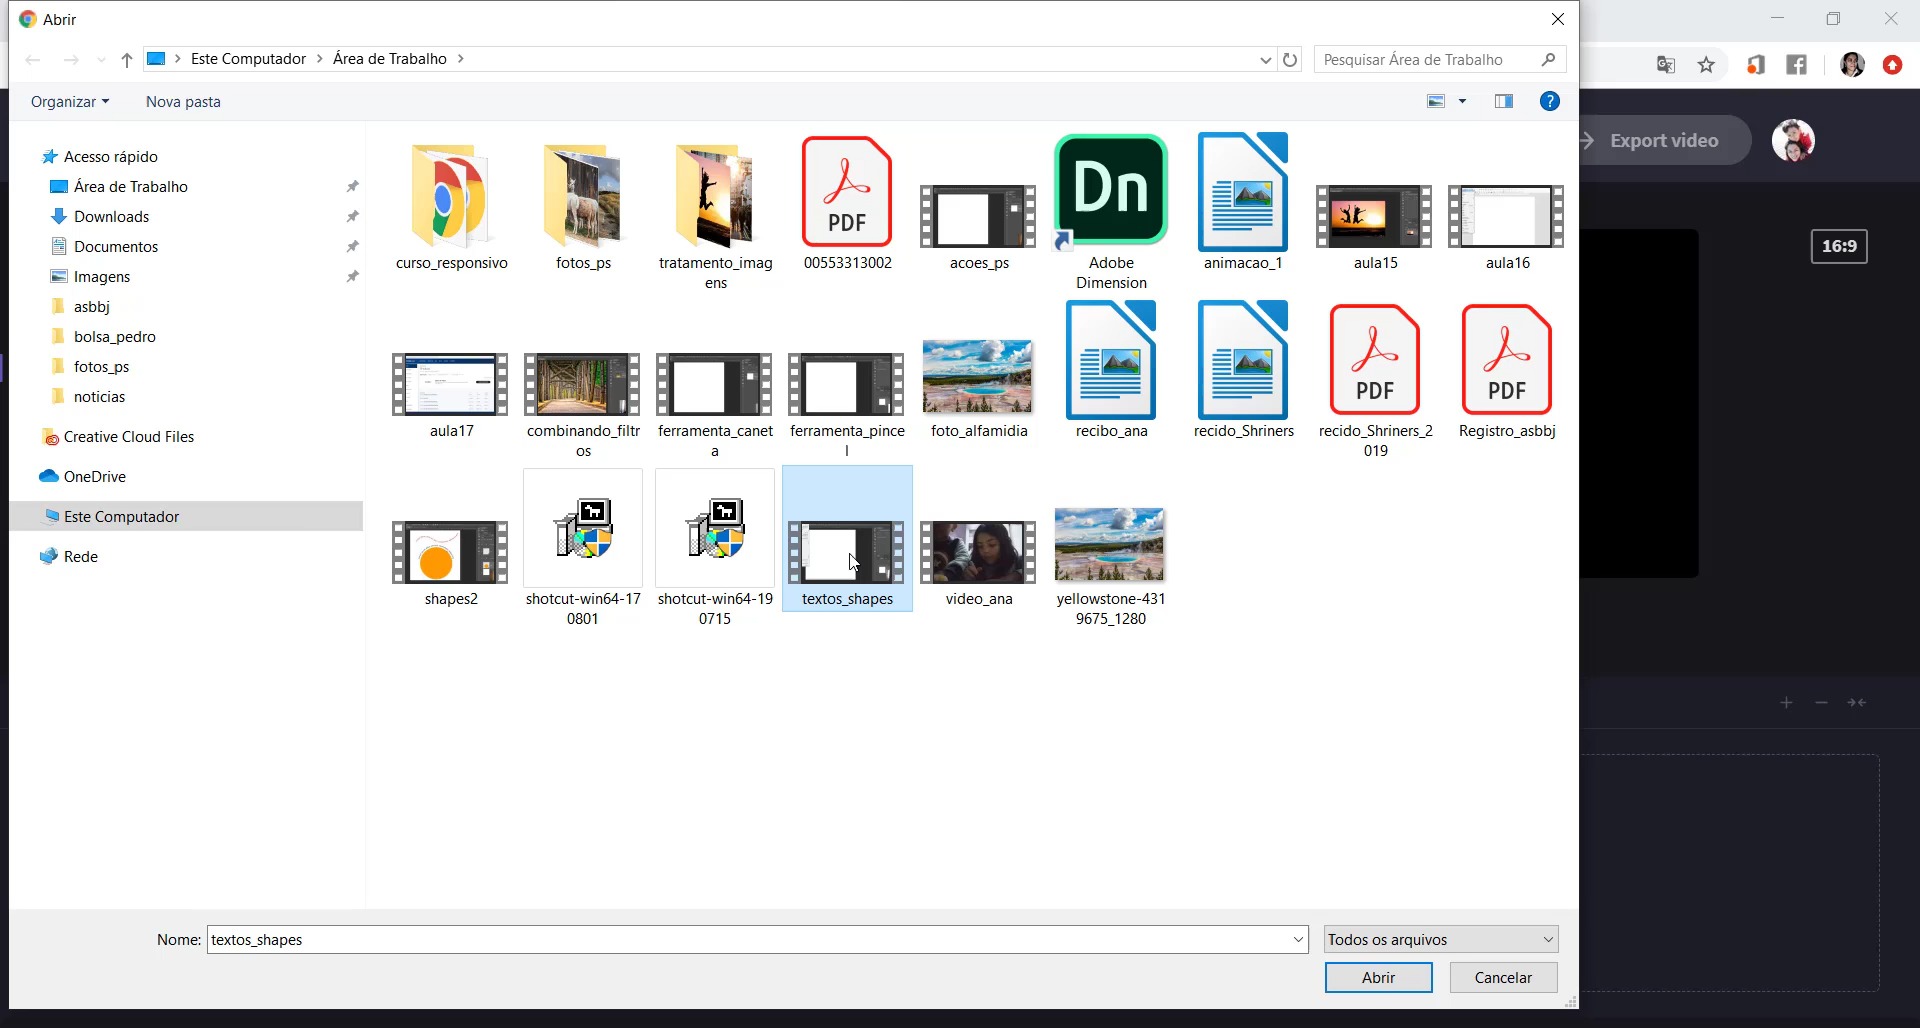 Abrir
Este Computador
Área de Trabalho
Pesquisar Área de Trabalho
Organizar
Nova pasta
Export video
16:9
Acesso rápido
Área de Trabalho
Downloads
Documentos
Imagens
asbbj
bolsa_pedro
fotos_ps
noticias
Creative Cloud Files
OneDrive
Este Computador
Rede
PDF
Dn
curso_responsivo
fotos_ps
tratamento_imag
ens
00553313002
acoes_ps
Adobe
Dimension
animacao_1
aula15
aula16
PDF
PDF
aula17
combinando_filtr
os
ferramenta_canet
a
ferramenta_pince
l
foto_alfamidia
recibo_ana
recido_Shriners
recido_Shriners_2
019
Registro_asbbj
shapes2
shotcut-win64-17
0801
shotcut-win64-19
0715
textos_shapes
video_ana
yellowstone-431
9675_1280
Nome:
textos_shapes
Todos os arquivos
Abrir
Cancelar